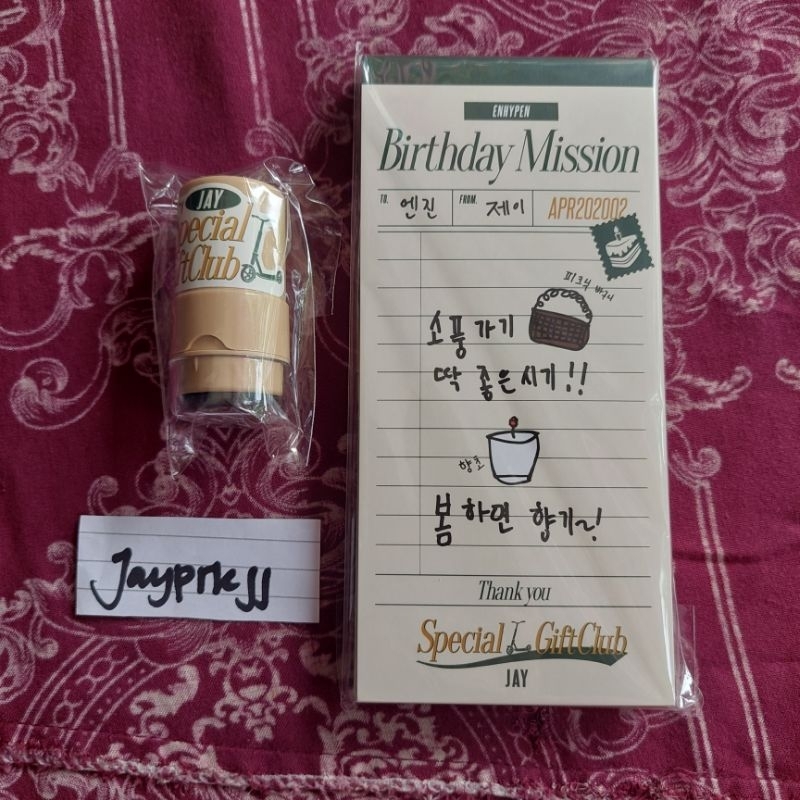 JAY
Special
GiftClub
ENHYPEN
Birthday Mission
TO. 엔진 FROM. 제이 APR202002
피크닉 바구니
소풍 가기
딱 좋은시기!!
향초
봄 하면 향기~!
Thank you
Special GiftClub
JAY